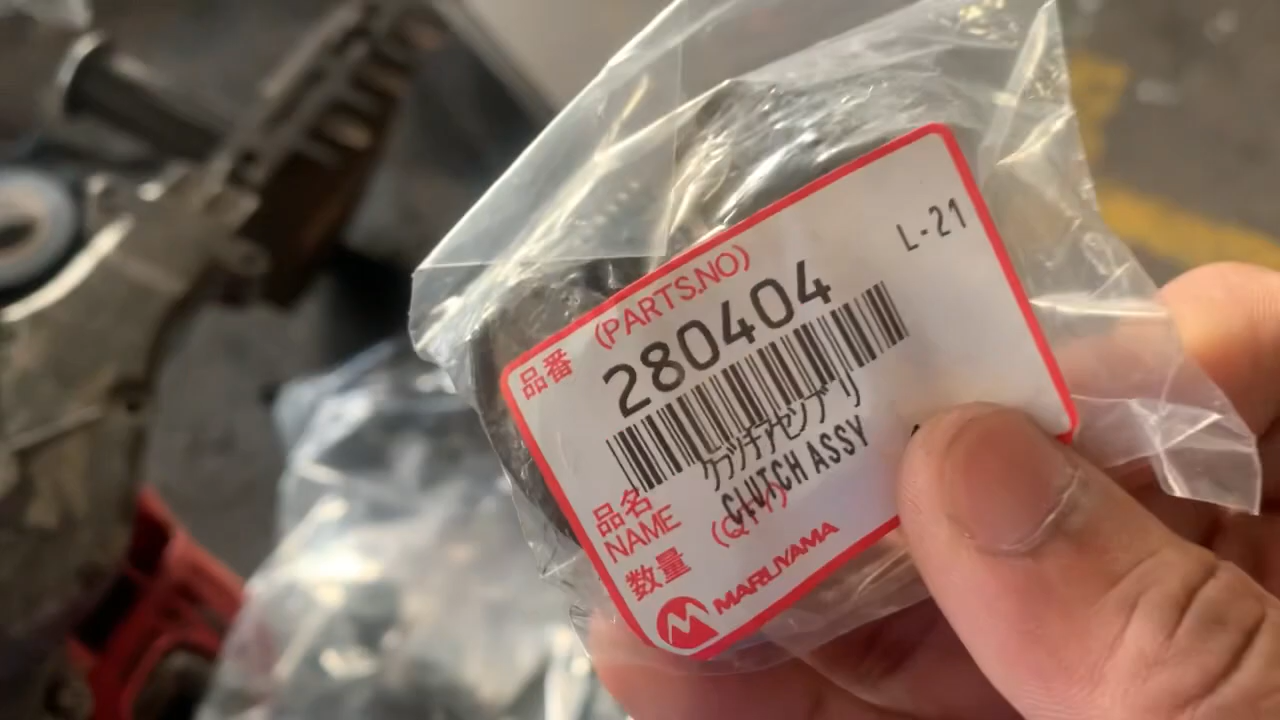 品番 (PARTS.NO)
L-21
280404
クラッチアセンブリ
品名
NAME
CLUTCH ASSY
数量 (Q'TY)
MARUYAMA